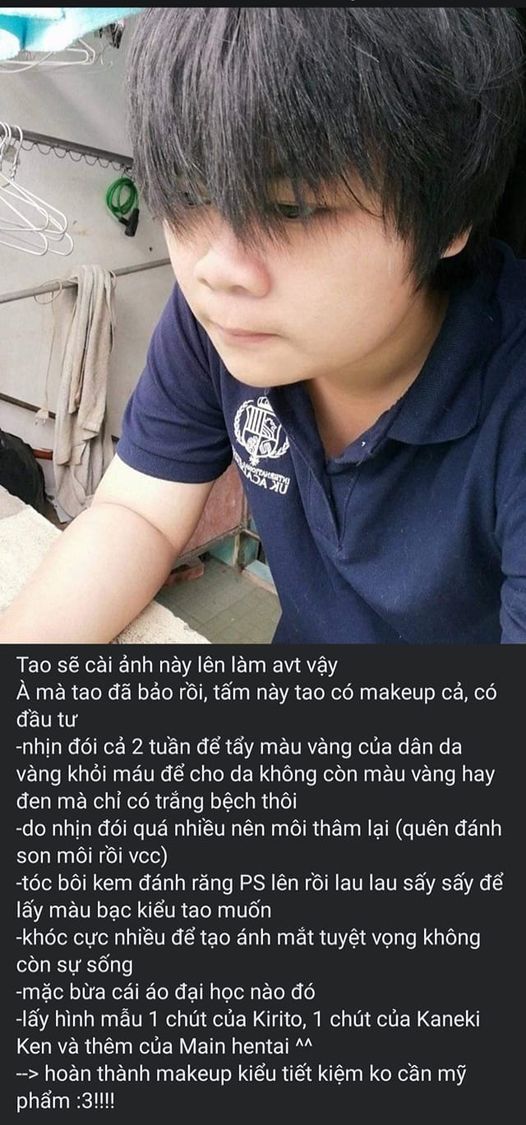 INTERNATIONAL
UK ACAD
Tao sẽ cài ảnh này lên làm avt vậy
À mà tao đã bảo rồi, tấm này tao có makeup cả, có
đầu tư
-nhịn đói cả 2 tuần để tẩy màu vàng của dân da
vàng khỏi máu để cho da không còn màu vàng hay
đen mà chỉ có trắng bệch thôi
-do nhịn đói quá nhiều nên môi thâm lại (quên đánh
son môi rồi vcc)
-tóc bôi kem đánh răng PS lên rồi lau lau sấy sấy để
lấy màu bạc kiểu tao muốn
-khóc cực nhiều để tạo ánh mắt tuyệt vọng không
còn sự sống
-mặc bừa cái áo đại học nào đó
-lấy hình mẫu 1 chút của Kirito, 1 chút của Kaneki
Ken và thêm của Main hentai ^^
--> hoàn thành makeup kiểu tiết kiệm ko cần mỹ
phẩm :3!!!!